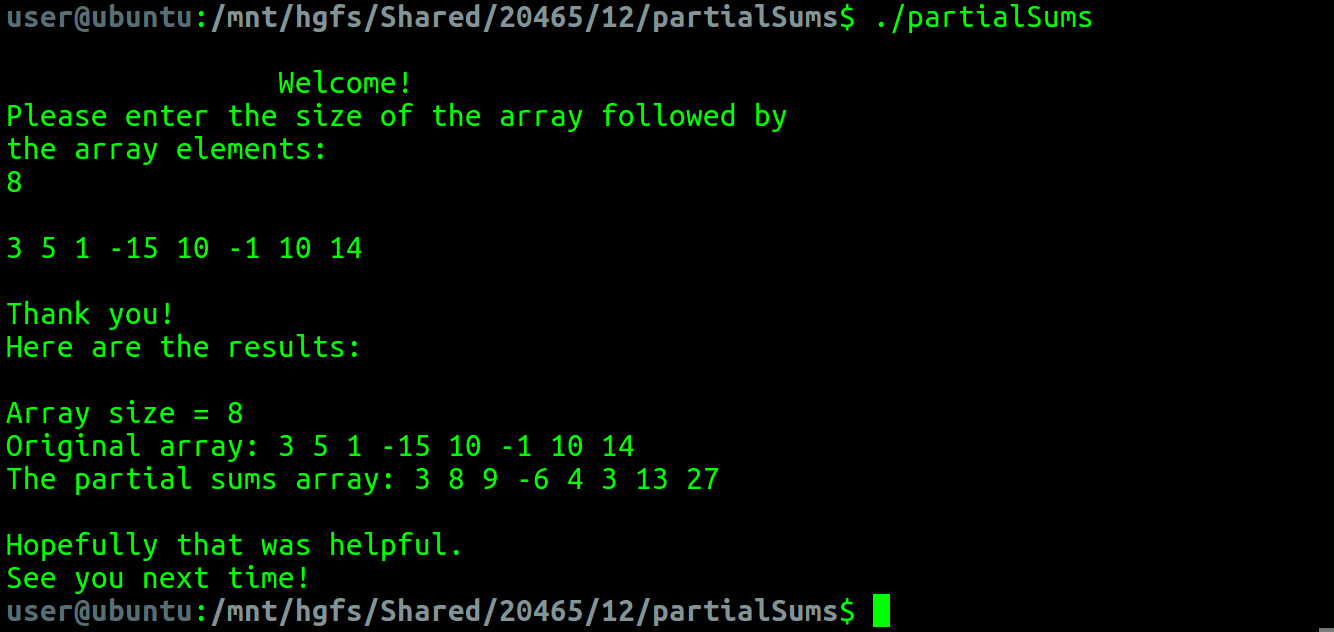 user@ubuntu:/mnt/hgfs/Shared/20465/12/partialSums$ ./partialSums
Welcome!
Please enter the size of the array followed by
the array elements:
8
3 5 1 -15 10 -1 10 14
Thank you!
Here are the results:
Array size = 8
Original array: 3 5 1 -15 10 -1 10 14
The partial sums array: 3 8 9 -6 4 3 13 27
Hopefully that was helpful.
See you next time!
user@ubuntu:/mnt/hgfs/Shared/20465/12/partialSums$